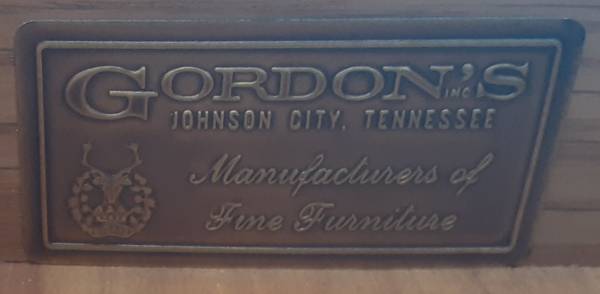 GORDON'S INC.
JOHNSON CITY, TENNESSEE
Manufacturers of
Fine Furniture